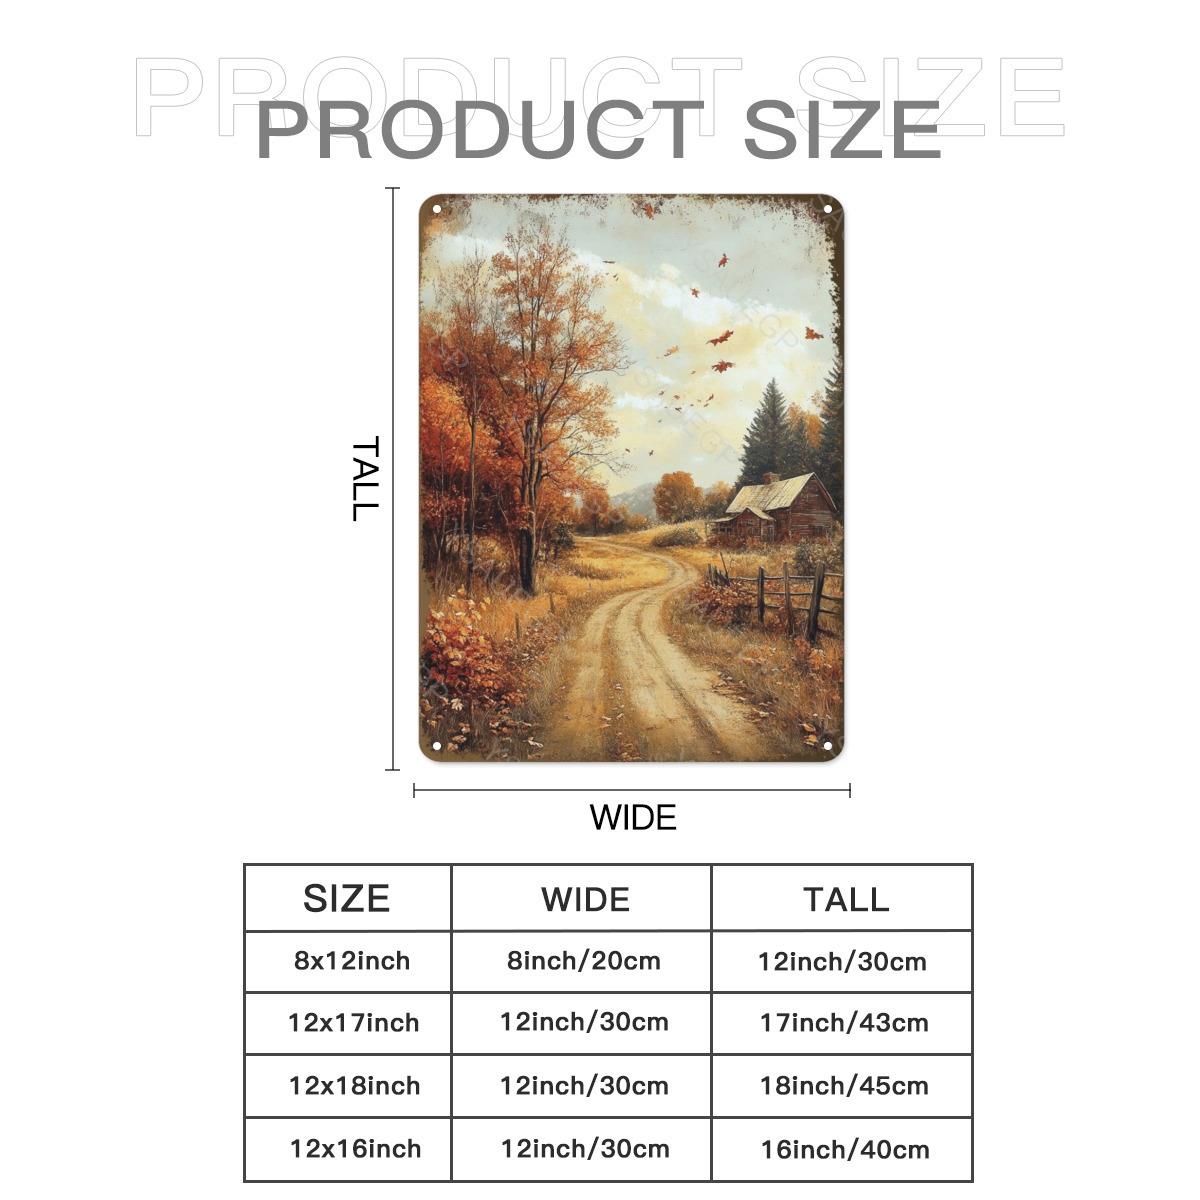 PRODUCT SIZE
PRODUCT SIZE
TALL
WIDE
SIZE WIDE TALL
8x12inch 8inch/20cm 12inch/30cm
12x17inch 12inch/30cm 17inch/43cm
12x18inch 12inch/30cm 18inch/45cm
12x16inch 12inch/30cm 16inch/40cm